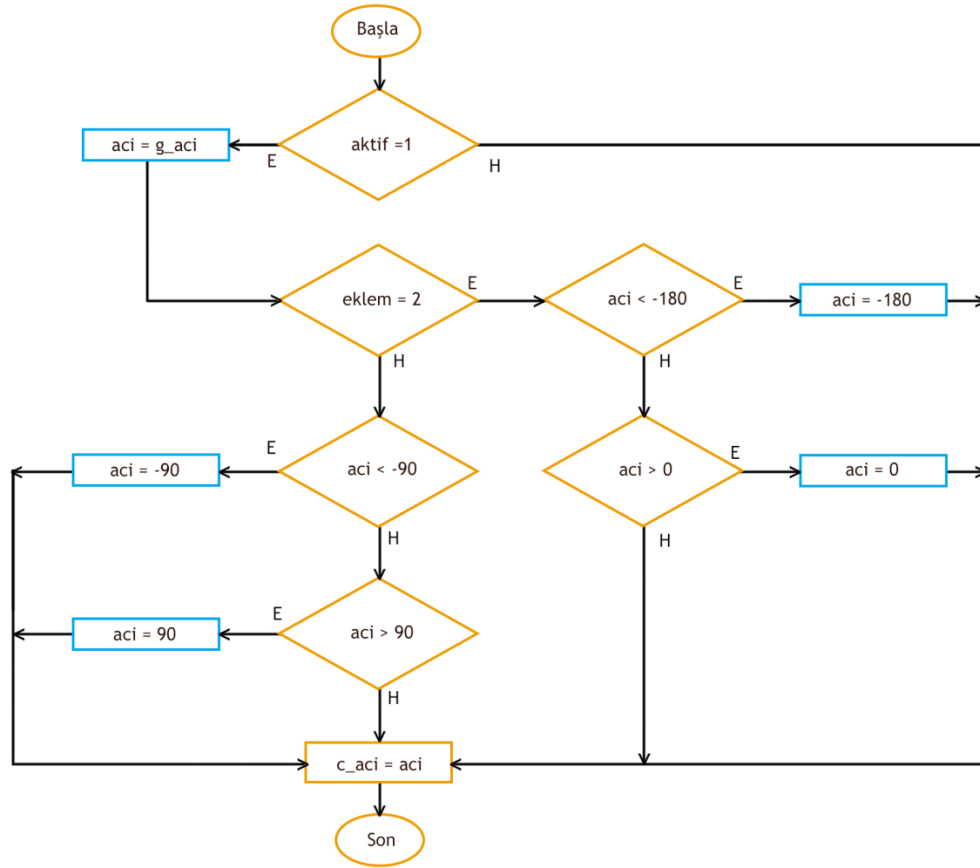 Başla
aktif =1
E
H
aci = g_aci
eklem = 2
E
H
aci < -180
E
H
aci = -180
aci < -90
E
H
aci = -90
aci > 0
E
H
aci = 0
aci > 90
E
H
aci = 90
c_aci = aci
Son